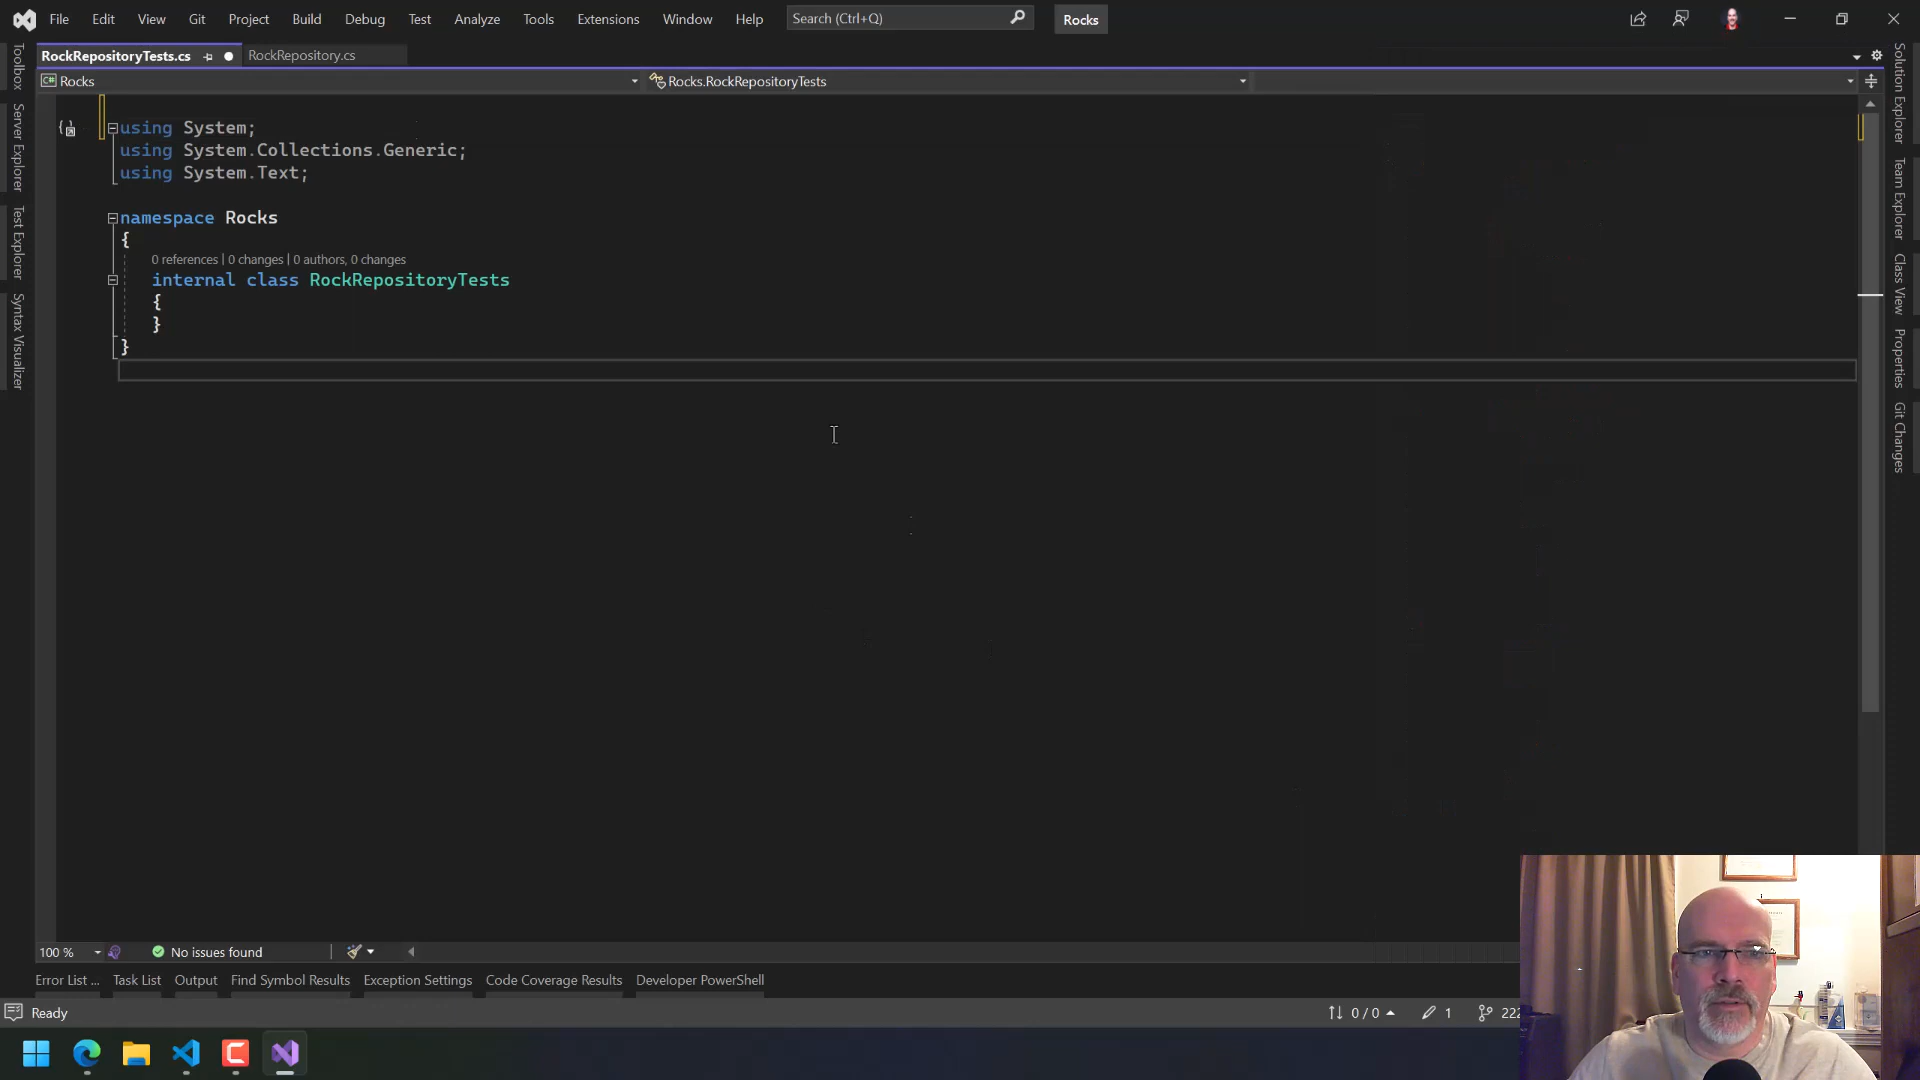 File Edit View Git Project Build Debug Test Analyze Tools Extensions Window Help Search (Ctrl+Q) Rocks
RockRepositoryTests.cs RockRepository.cs
Rocks Rocks.RockRepositoryTests
Toolbox
Server Explorer
Test Explorer
Syntax Visualizer
using System;
using System.Collections.Generic;
using System.Text;
namespace Rocks
{
0 references | 0 changes | 0 authors, 0 changes
internal class RockRepositoryTests
{
}
}
Solution Explorer
Team Explorer
Class View
Properties
Git Changes
100 % No issues found
Error List ... Task List Output Find Symbol Results Exception Settings Code Coverage Results Developer PowerShell
Ready 0 / 0 1 222